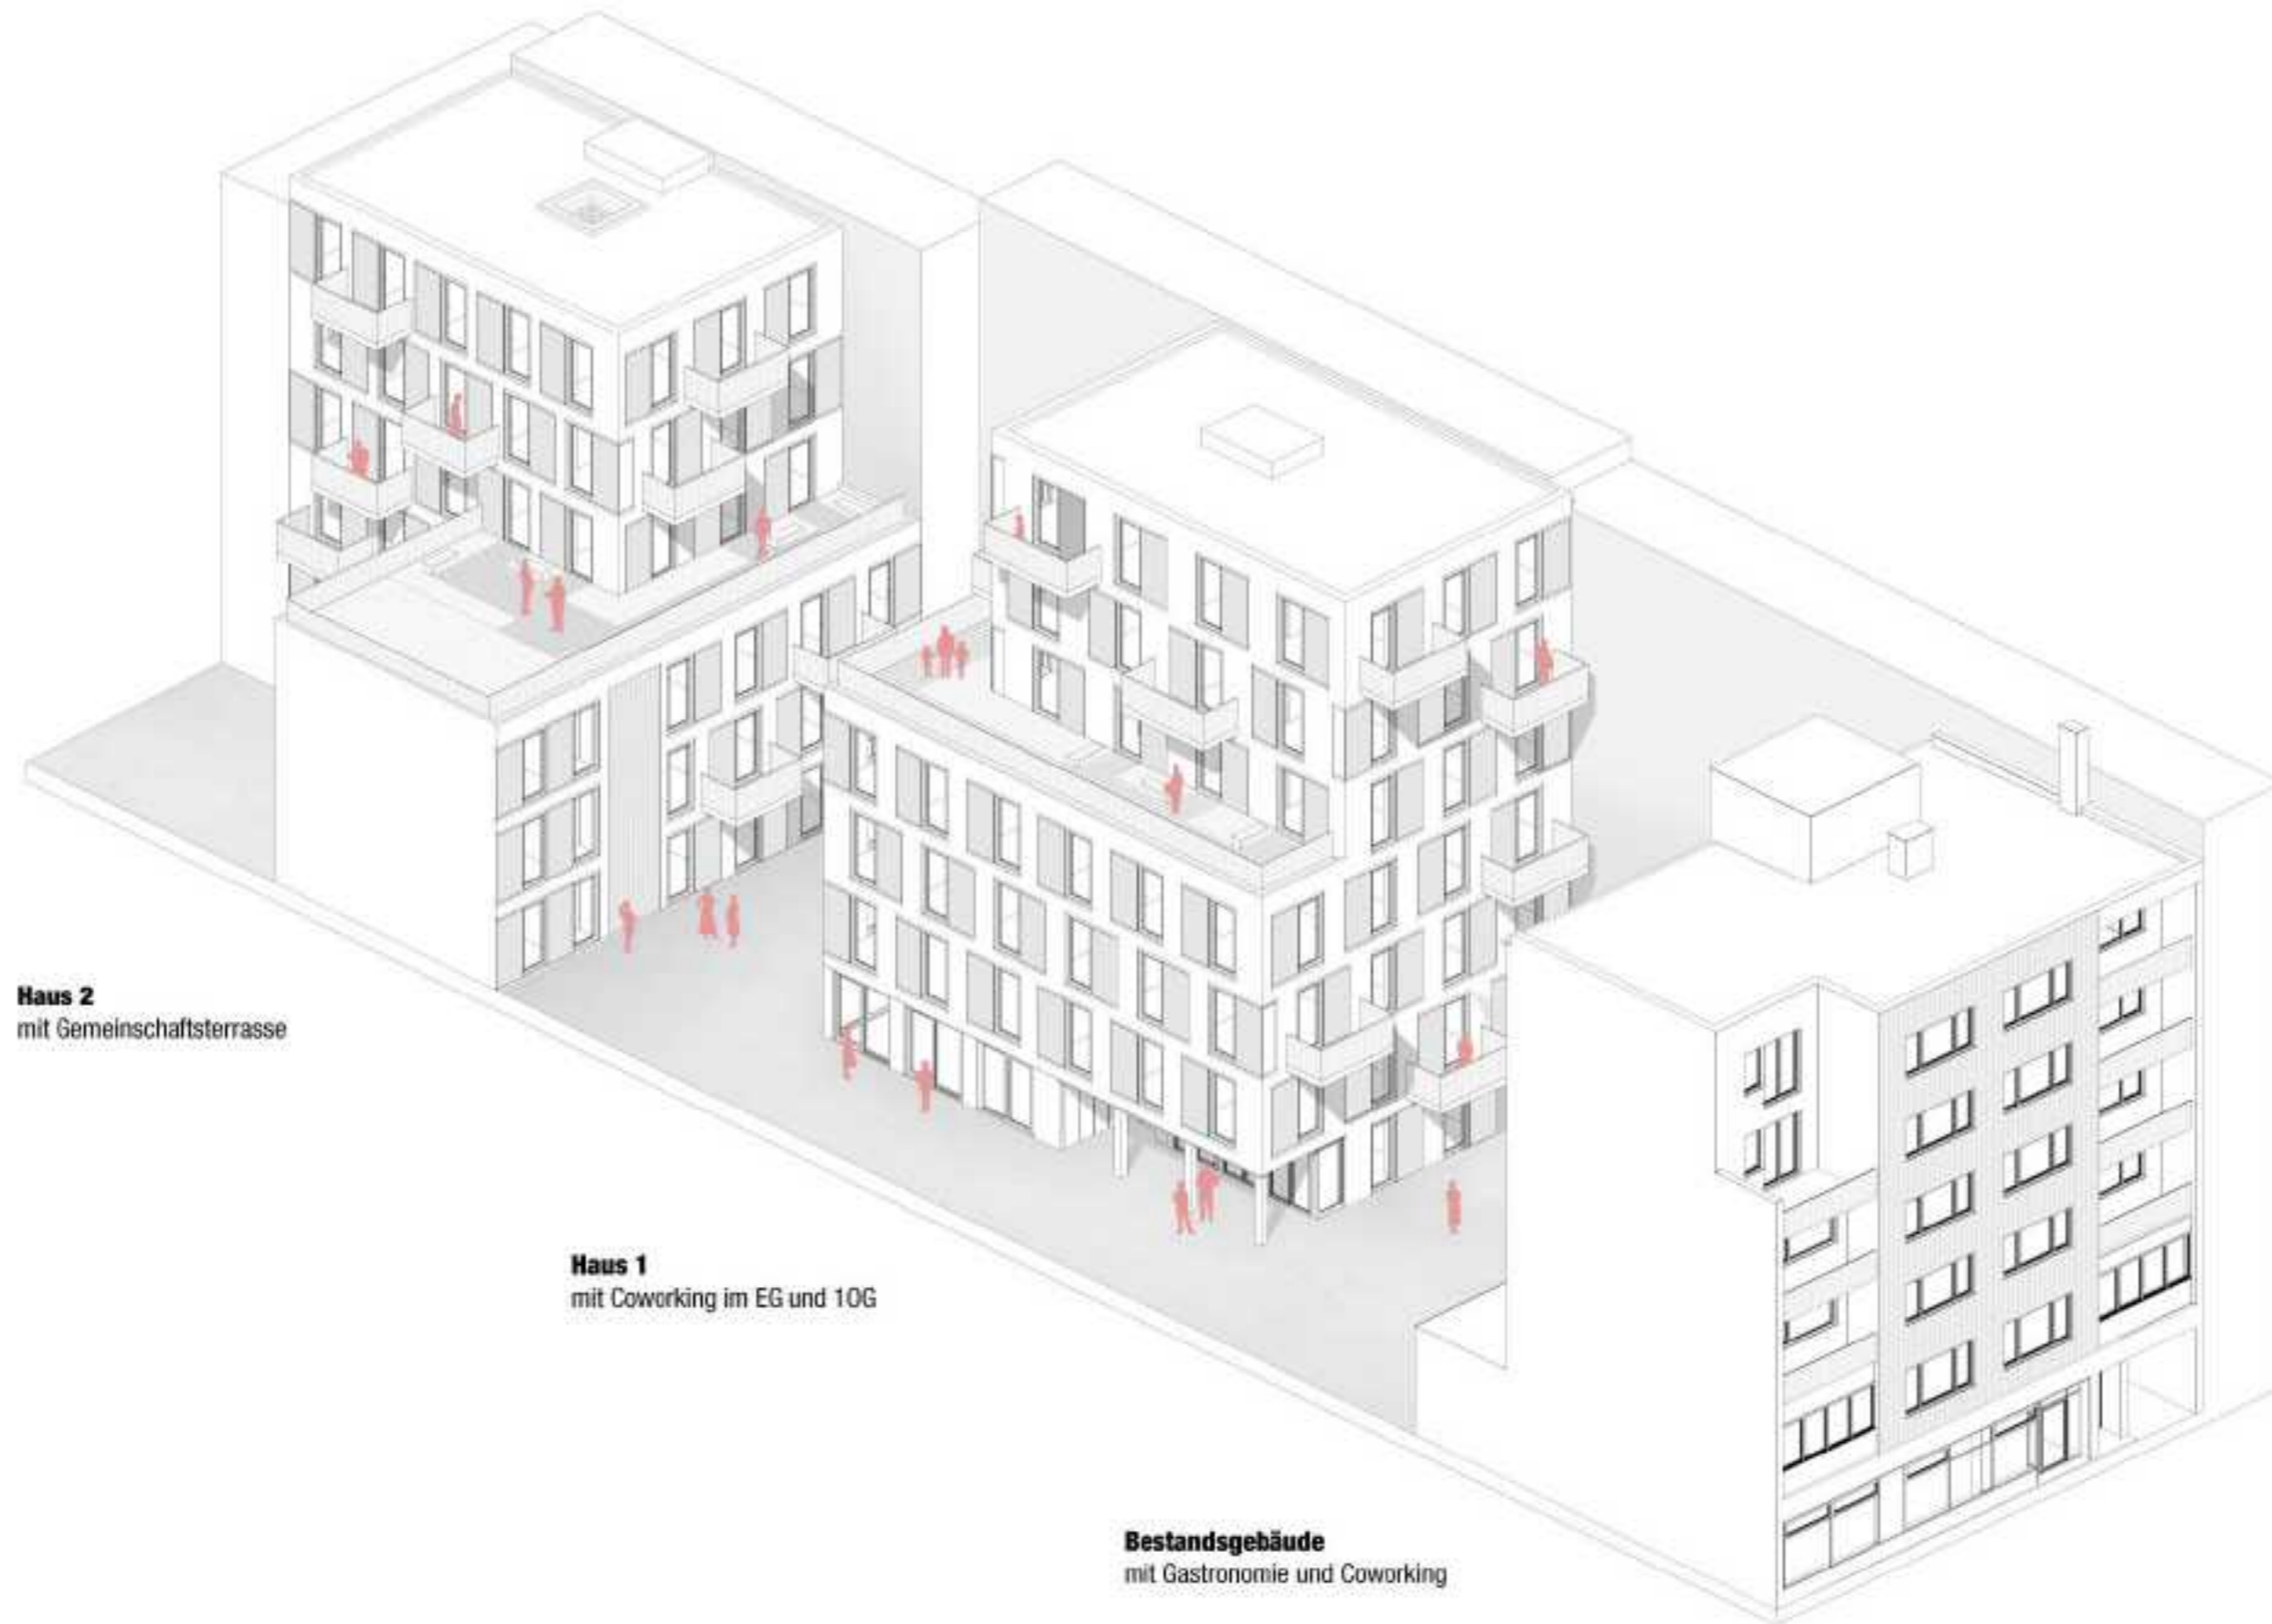 Haus 2
mit Gemeinschaftsterrasse
Haus 1
mit Coworking im EG und 1OG
Bestandsgebäude
mit Gastronomie und Coworking